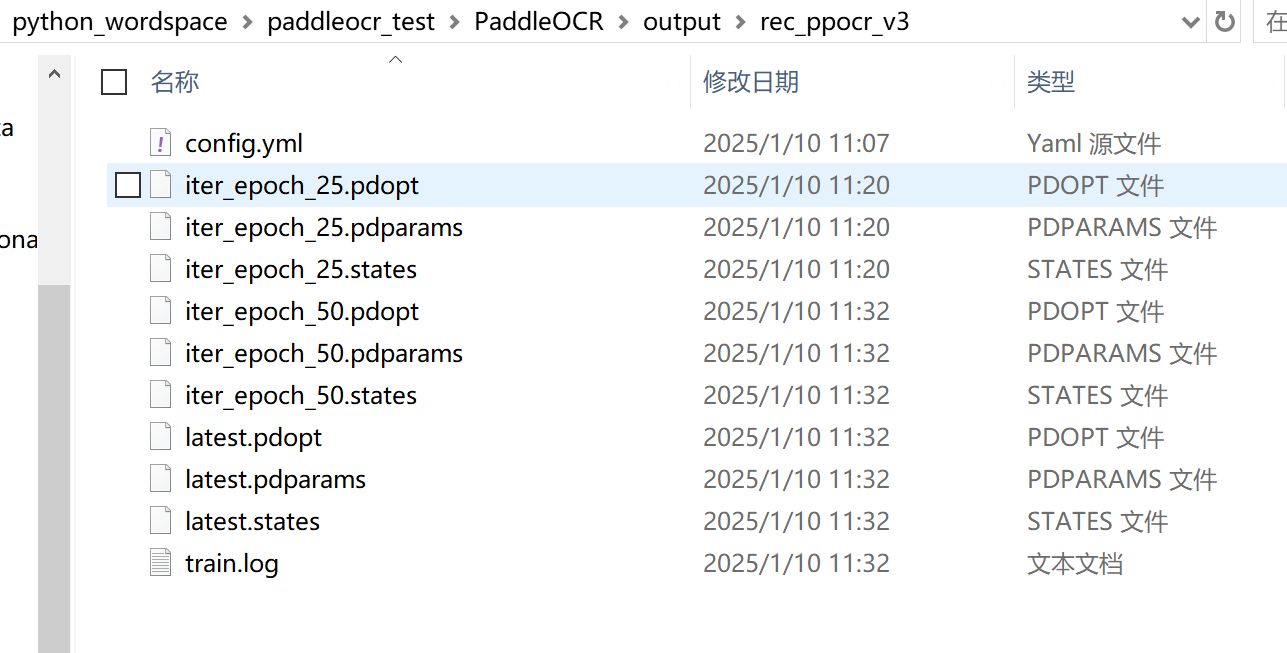 python_wordspace > paddleocr_test > PaddleOCR > output > rec_ppocr_v3 在
名称 修改日期 类型
config.yml 2025/1/10 11:07 Yaml 源文件
iter_epoch_25.pdopt 2025/1/10 11:20 PDOPT 文件
iter_epoch_25.pdparams 2025/1/10 11:20 PDPARAMS 文件
iter_epoch_25.states 2025/1/10 11:20 STATES 文件
iter_epoch_50.pdopt 2025/1/10 11:32 PDOPT 文件
iter_epoch_50.pdparams 2025/1/10 11:32 PDPARAMS 文件
iter_epoch_50.states 2025/1/10 11:32 STATES 文件
latest.pdopt 2025/1/10 11:32 PDOPT 文件
latest.pdparams 2025/1/10 11:32 PDPARAMS 文件
latest.states 2025/1/10 11:32 STATES 文件
train.log 2025/1/10 11:32 文本文档